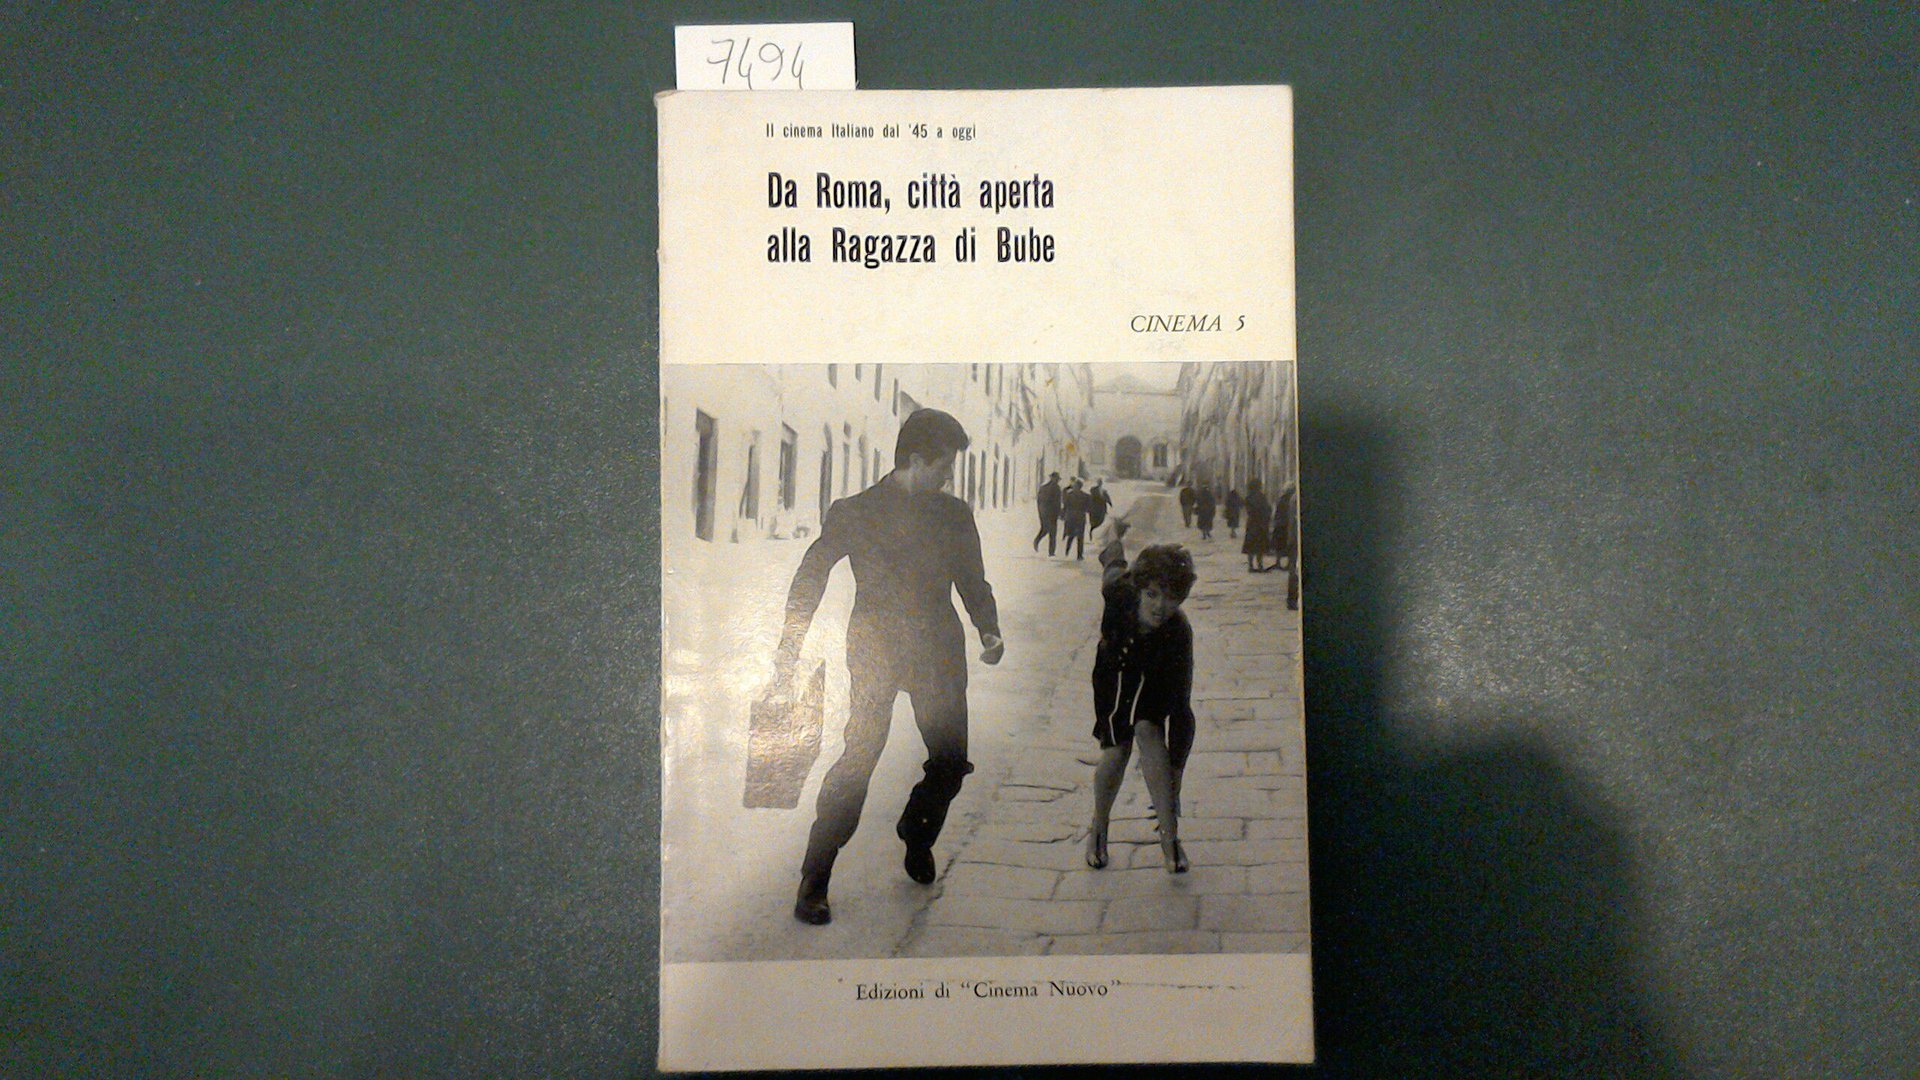 7494
Il cinema Italiano dal '45 a oggi
Da Roma, città aperta
alla Ragazza di Bube
CINEMA 5
Edizioni di "Cinema Nuovo"